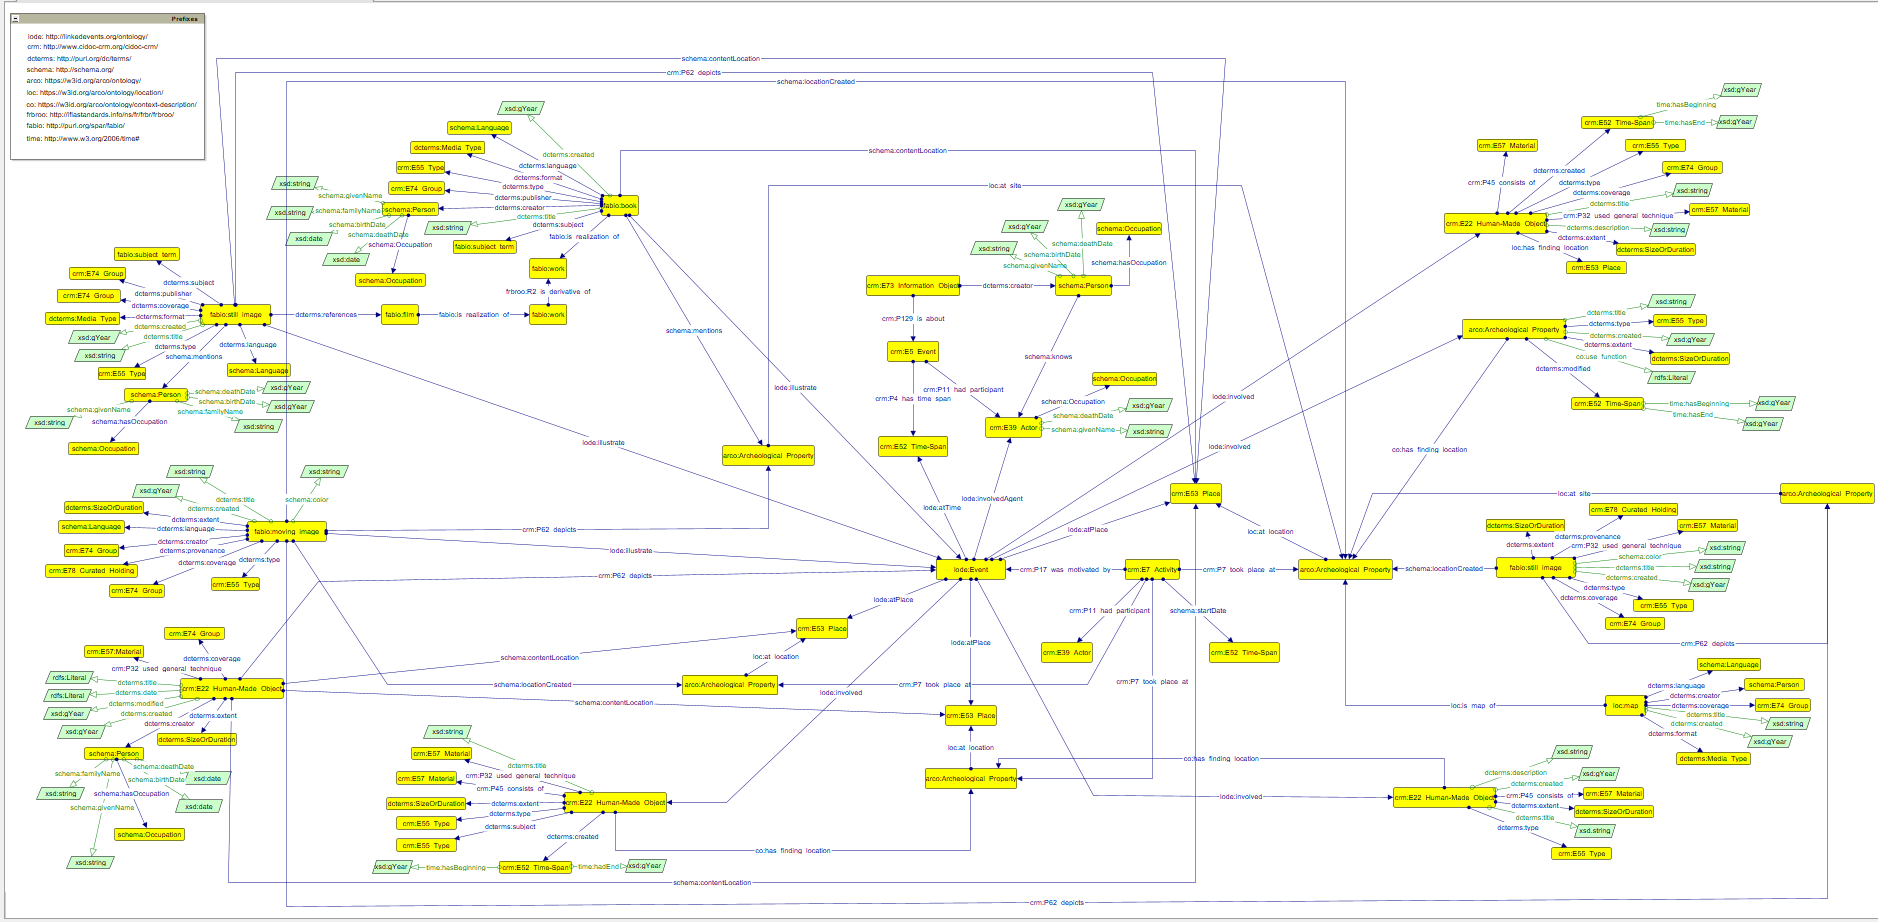 Prefixes
lode: http://linkedevents.org/ontology/
crm: http://www.cidoc-crm.org/cidoc-crm/
dcterms: http://purl.org/dc/terms/
schema: http://schema.org/
arco: https://w3id.org/arco/ontology/
loc: https://w3id.org/arco/ontology/location/
co: https://w3id.org/arco/ontology/context-description/
frbroo: http://iflastandards.info/ns/fr/frbr/frbroo/
fabio: http://purl.org/spar/fabio/
time: http://www.w3.org/2006/time#
schema:contentLocation
crm:P62 depicts
schema:locationCreated
xsd:gYear
schema:Language
dcterms:Media Type
crm:E55 Type
crm:E74 Group
schema:Person
xsd:string
fabio:subject term
dcterms:created
dcterms:language
dcterms:format
dcterms:type
dcterms:publisher
dcterms:creator
dcterms:title
dcterms:subject
fabio:book
schema:contentLocation
loc:at site
xsd:string
xsd:string
xsd:date
xsd:date
schema:givenName
schema:familyName
schema:birthDate
schema:deathDate
schema:Occupation
schema:Occupation
fabio:is realization of
fabio:work
frbroo:R2 is derivative of
fabio:work
fabio:is realization of
fabio:film
dcterms:references
fabio:still image
fabio:subject term
crm:E74 Group
crm:E74 Group
dcterms:Media Type
xsd:gYear
xsd:string
crm:E55 Type
dcterms:subject
dcterms:publisher
dcterms:coverage
dcterms:format
dcterms:created
dcterms:title
dcterms:type
schema:mentions
dcterms:language
schema:Language
schema:Person
schema:deathDate
xsd:gYear
schema:birthDate
xsd:gYear
schema:familyName
xsd:string
schema:givenName
xsd:string
schema:hasOccupation
schema:Occupation
schema:mentions
lode:illustrate
lode:illustrate
arco:Archeological Property
xsd:gYear
xsd:gYear
xsd:string
schema:deathDate
schema:birthDate
schema:givenName
schema:Occupation
schema:hasOccupation
crm:E73 Information Object
dcterms:creator
schema:Person
crm:P129 is about
crm:E5 Event
schema:knows
crm:P11 had participant
crm:P4 has time span
schema:Occupation
schema:Occupation
schema:deathDate
xsd:gYear
crm:E39 Actor
schema:givenName
xsd:string
crm:E52 Time-Span
lode:involvedAgent
lode:atTime
lode:atPlace
crm:E53 Place
lode:involved
lode:involved
loc:at location
xsd:gYear
time:hasBeginning
crm:E52 Time-Span
time:hasEnd
xsd:gYear
crm:E57 Material
crm:E55 Type
crm:E74 Group
xsd:string
crm:E57 Material
xsd:string
dcterms:SizeOrDuration
crm:E53 Place
crm:P45 consists of
dcterms:created
dcterms:type
dcterms:coverage
dcterms:title
crm:P32 used general technique
dcterms:description
dcterms:extent
loc:has finding location
crm:E22 Human-Made Object
arco:Archeological Property
dcterms:title
xsd:string
dcterms:type
crm:E55 Type
dcterms:created
xsd:gYear
dcterms:extent
dcterms:SizeOrDuration
co:use function
rdfs:Literal
dcterms:modified
crm:E52 Time-Span
time:hasBeginning
xsd:gYear
time:hasEnd
xsd:gYear
co:has finding location
loc:at site
arco:Archeological Property
crm:E78 Curated Holding
dcterms:SizeOrDuration
crm:E57 Material
dcterms:provenance
dcterms:extent
crm:P32 used general technique
xsd:string
schema:color
dcterms:title
xsd:string
dcterms:created
xsd:gYear
dcterms:type
crm:E55 Type
dcterms:coverage
crm:E74 Group
fabio:still image
schema:locationCreated
arco:Archeological Property
crm:P62 depicts
xsd:string
xsd:string
xsd:gYear
dcterms:title
schema:color
dcterms:created
dcterms:SizeOrDuration
dcterms:extent
schema:Language
dcterms:language
fabio:moving image
crm:E74 Group
dcterms:creator
dcterms:provenance
crm:E78 Curated Holding
dcterms:coverage
crm:E74 Group
dcterms:type
crm:E55 Type
crm:P62 depicts
lode:illustrate
crm:P62 depicts
lode:Event
crm:P17 was motivated by
crm:E7 Activity
crm:P7 took place at
crm:P11 had participant
schema:startDate
crm:E39 Actor
crm:E52 Time-Span
lode:atPlace
crm:E53 Place
lode:atPlace
schema:contentLocation
loc:at location
schema:locationCreated
arco:Archeological Property
crm:P7 took place at
crm:P7 took place at
lode:involved
schema:contentLocation
crm:E53 Place
loc:at location
arco:Archeological Property
co:has finding location
lode:involved
crm:E74 Group
crm:E57:Material
dcterms:coverage
crm:P32 used general technique
rdfs:Literal
dcterms:title
rdfs:Literal
dcterms:date
crm:E22 Human-Made Object
xsd:gYear
dcterms:modified
xsd:gYear
dcterms:created
dcterms:creator
dcterms:extent
dcterms:SizeOrDuration
schema:Person
schema:familyName
schema:deathDate
schema:birthDate
xsd:date
xsd:string
schema:hasOccupation
schema:givenName
xsd:date
schema:Occupation
xsd:string
xsd:string
crm:E57 Material
dcterms:title
crm:E57 Material
crm:P32 used general technique
crm:P45 consists of
dcterms:SizeOrDuration
dcterms:extent
crm:E22 Human-Made Object
crm:E55 Type
dcterms:type
dcterms:subject
crm:E55 Type
dcterms:created
xsd:gYear
time:hasBeginning
crm:E52 Time-Span
time:hadEnd
xsd:gYear
co:has finding location
schema:contentLocation
crm:P62 depicts
schema:Language
dcterms:language
schema:Person
dcterms:creator
dcterms:coverage
crm:E74 Group
dcterms:title
xsd:string
dcterms:created
xsd:gYear
dcterms:format
dcterms:Media Type
loc:map
loc:is map of
xsd:string
dcterms:description
xsd:gYear
dcterms:created
crm:P45 consists of
crm:E57 Material
dcterms:extent
dcterms:SizeOrDuration
dcterms:title
xsd:string
dcterms:type
crm:E55 Type
crm:E22 Human-Made Object